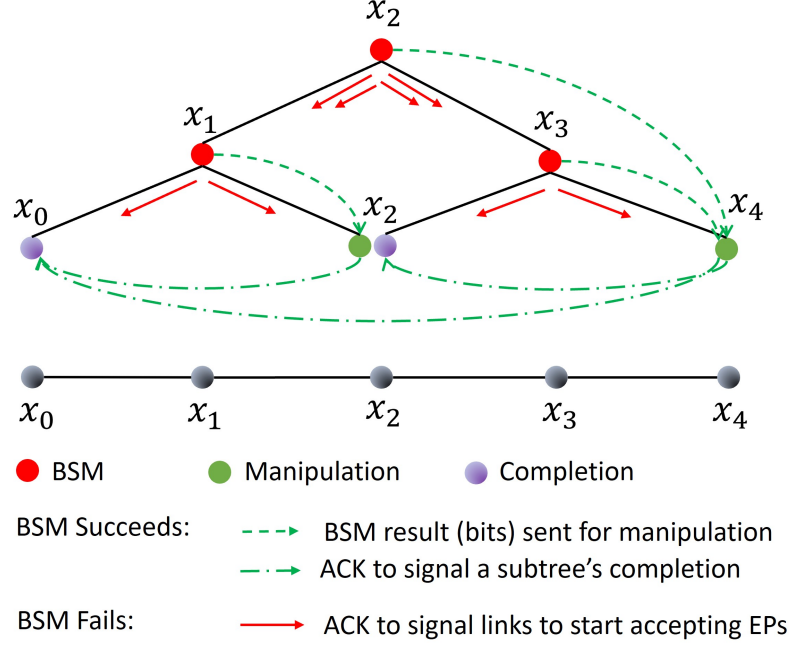 x₂
x₁
x₃
x₀
x₂
x₄
x₀ x₁ x₂ x₃ x₄
BSM Manipulation Completion
BSM Succeeds: BSM result (bits) sent for manipulation
ACK to signal a subtree’s completion
BSM Fails: ACK to signal links to start accepting EPs